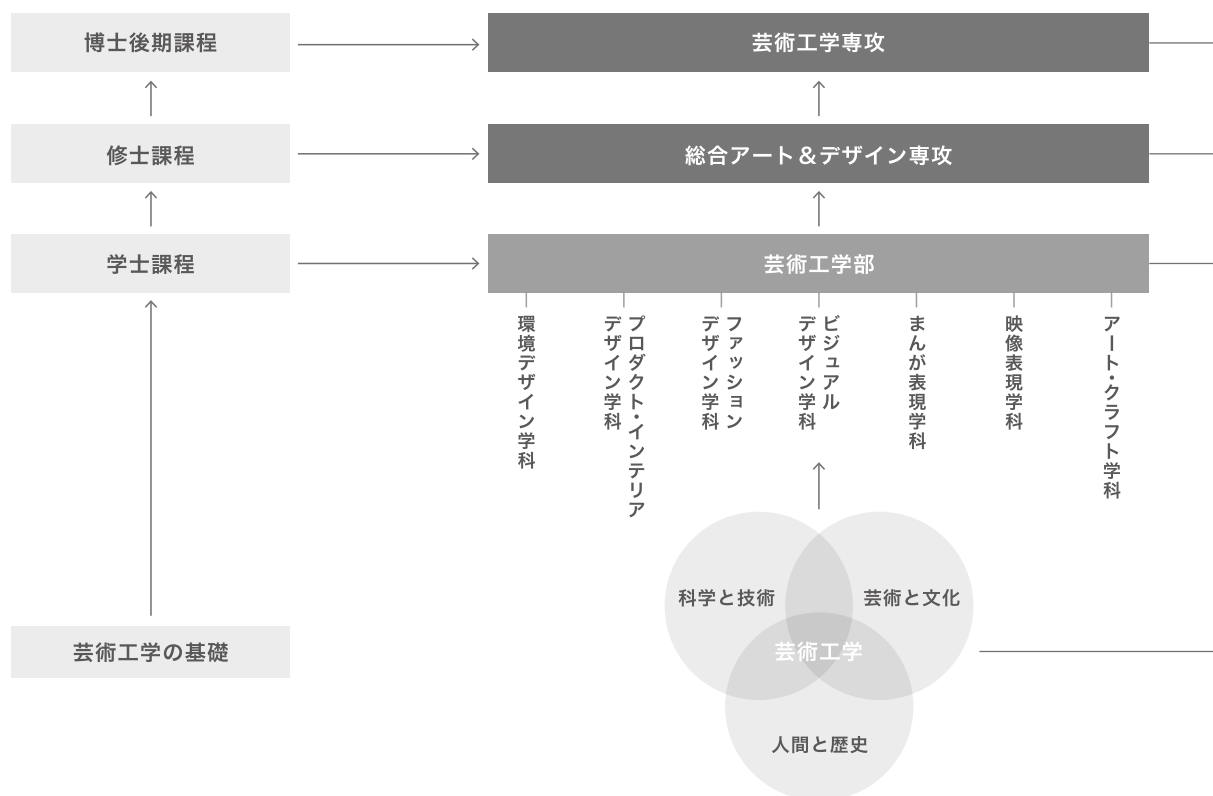 博士後期課程
芸術工学専攻
修士課程
総合アート&デザイン専攻
学士課程
芸術工学部
環境デザイン学科
プロダクト・インテリア
デザイン学科
ファッション
デザイン学科
ビジュアル
デザイン学科
まんが表現学科
映像表現学科
アート・クラフト学科
科学と技術
芸術と文化
芸術工学の基礎
芸術工学
人間と歴史